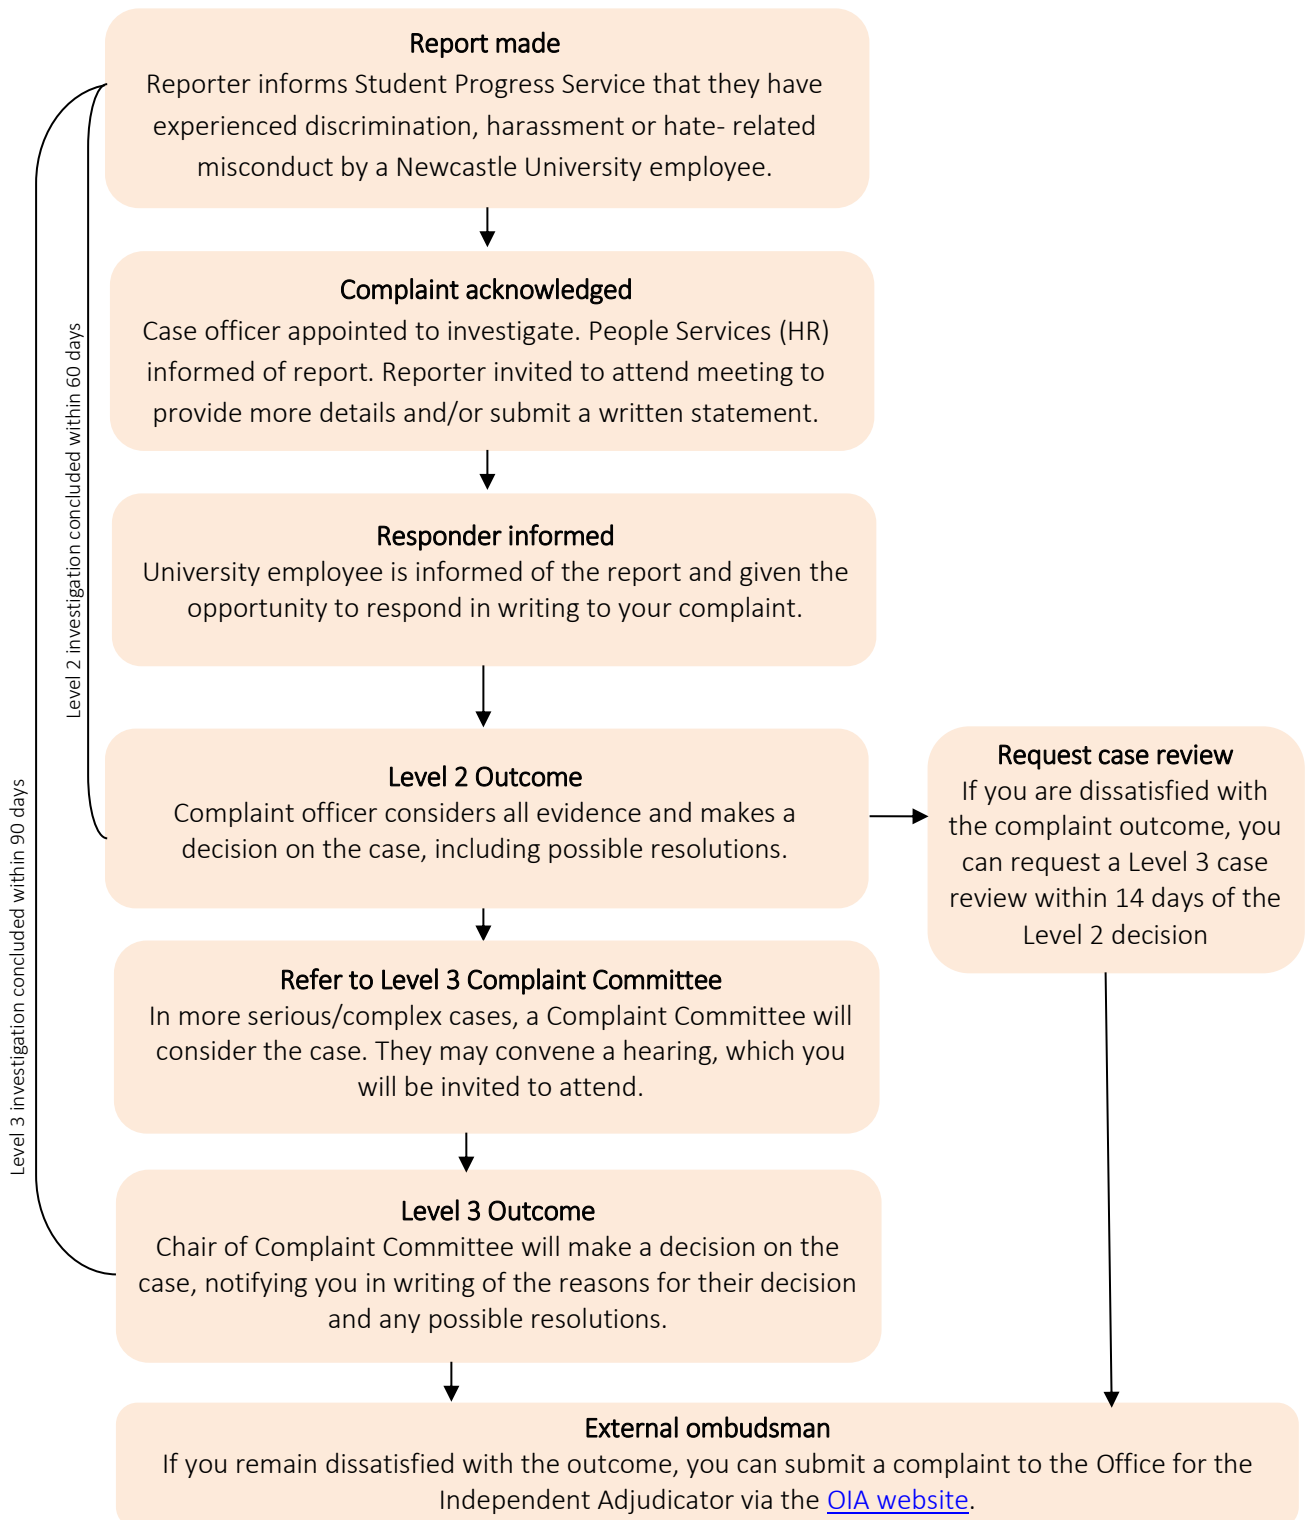 Report made
Reporter informs Student Progress Service that they have
experienced discrimination, harassment or hate- related
misconduct by a Newcastle University employee.
Complaint acknowledged
Case officer appointed to investigate. People Services (HR)
informed of report. Reporter invited to attend meeting to
provide more details and/or submit a written statement.
Level 2 investigation concluded within 60 days
Responder informed
University employee is informed of the report and given the
opportunity to respond in writing to your complaint.
Level 2 Outcome
Complaint officer considers all evidence and makes a
decision on the case, including possible resolutions.
Request case review
If you are dissatisfied with
the complaint outcome, you
can request a Level 3 case
review within 14 days of the
Level 2 decision
Level 3 investigation concluded within 90 days
Refer to Level 3 Complaint Committee
In more serious/complex cases, a Complaint Committee will
consider the case. They may convene a hearing, which you
will be invited to attend.
Level 3 Outcome
Chair of Complaint Committee will make a decision on the
case, notifying you in writing of the reasons for their decision
and any possible resolutions.
External ombudsman
If you remain dissatisfied with the outcome, you can submit a complaint to the Office for the
Independent Adjudicator via the OIA website.